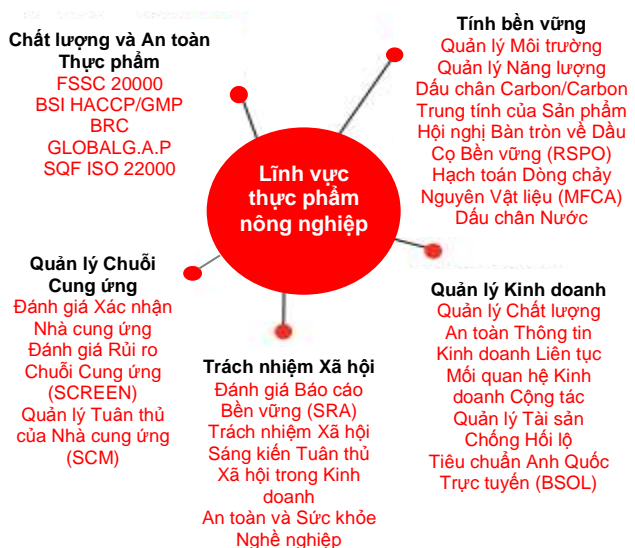 Chất lượng và An toàn
Thực phẩm
FSSC 20000
BSI HACCP/GMP
BRC
GLOBALG.A.P
SQF ISO 22000
Tính bền vững
Quản lý Môi trường
Quản lý Năng lượng
Dấu chân Carbon/Carbon
Trung tính của Sản phẩm
Hội nghị Bàn tròn về Dầu
Cọ Bền vững (RSPO)
Hạch toán Dòng chảy
Nguyên Vật liệu (MFCA)
Dấu chân Nước
Lĩnh vực
thực phẩm
nông nghiệp
Quản lý Chuỗi
Cung ứng
Đánh giá Xác nhận
Nhà cung ứng
Đánh giá Rủi ro
Chuỗi Cung ứng
(SCREEN)
Quản lý Tuân thủ
của Nhà cung ứng
(SCM)
Trách nhiệm Xã hội
Đánh giá Báo cáo
Bền vững (SRA)
Trách nhiệm Xã hội
Sáng kiến Tuân thủ
Xã hội trong Kinh
doanh
An toàn và Sức khỏe
Nghề nghiệp
Quản lý Kinh doanh
Quản lý Chất lượng
An toàn Thông tin
Kinh doanh Liên tục
Mối quan hệ Kinh
doanh Cộng tác
Quản lý Tài sản
Chống Hối lộ
Tiêu chuẩn Anh Quốc
Trực tuyến (BSOL)